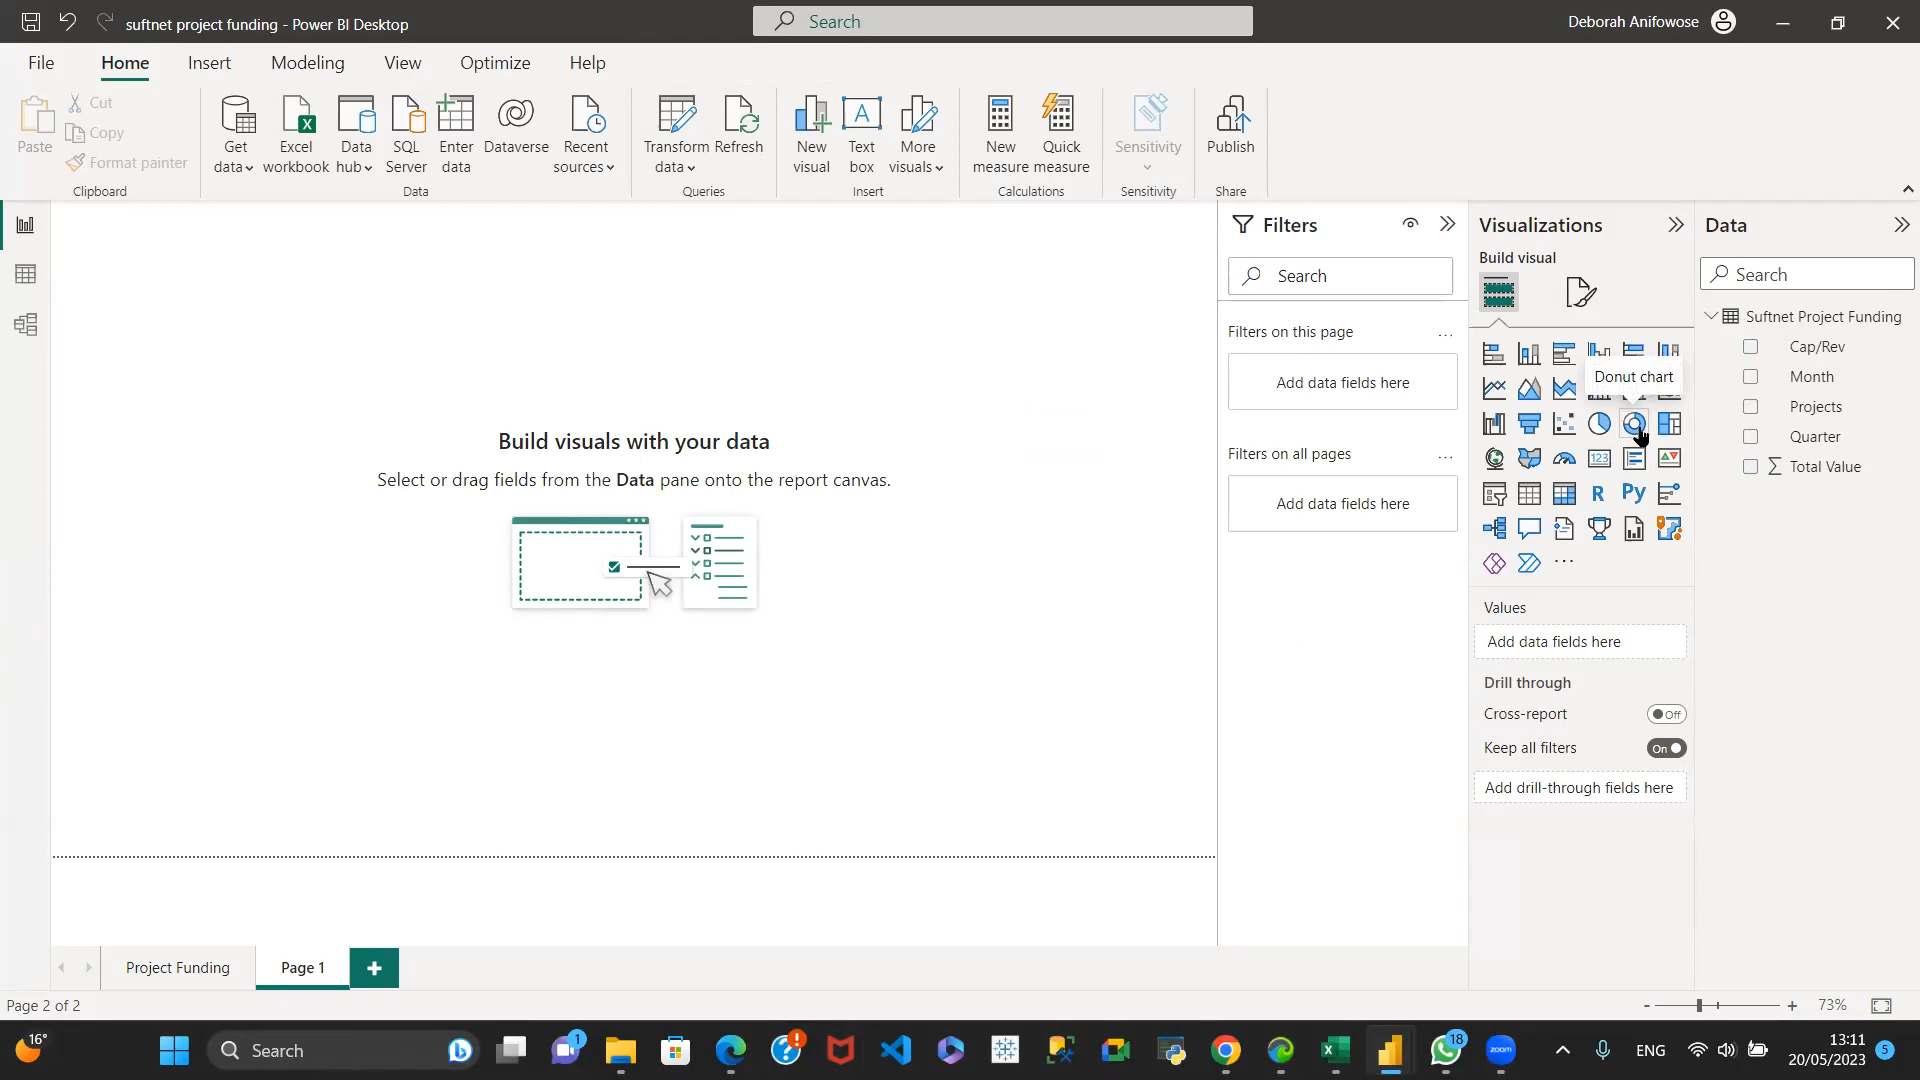 suftnet project funding - Power BI Desktop
Search
Deborah Anifowose
File
Home
Insert
Modeling
View
Optimize
Help
Paste
Cut
Copy
Format painter
Clipboard
Get data
Excel workbook
Data hub
SQL Server
Enter data
Dataverse
Recent sources
Data
Transform data
Refresh
Queries
New visual
A
Text box
More visuals
Insert
New measure
Quick measure
Calculations
Sensitivity
Sensitivity
Publish
Share
Filters
Search
Filters on this page
...
Add data fields here
Filters on all pages
...
Add data fields here
Visualizations
Build visual
Donut chart
123
R
Py
...
Values
Add data fields here
Drill through
Cross-report
Off
Keep all filters
On
Add drill-through fields here
Data
Search
Suftnet Project Funding
Cap/Rev
Month
Projects
Quarter
Σ Total Value
Build visuals with your data
Select or drag fields from the Data pane onto the report canvas.
Project Funding
Page 1
+
Page 2 of 2
- + 73%
16°
Search
1
18
zoom
ENG
13:11
20/05/2023
5